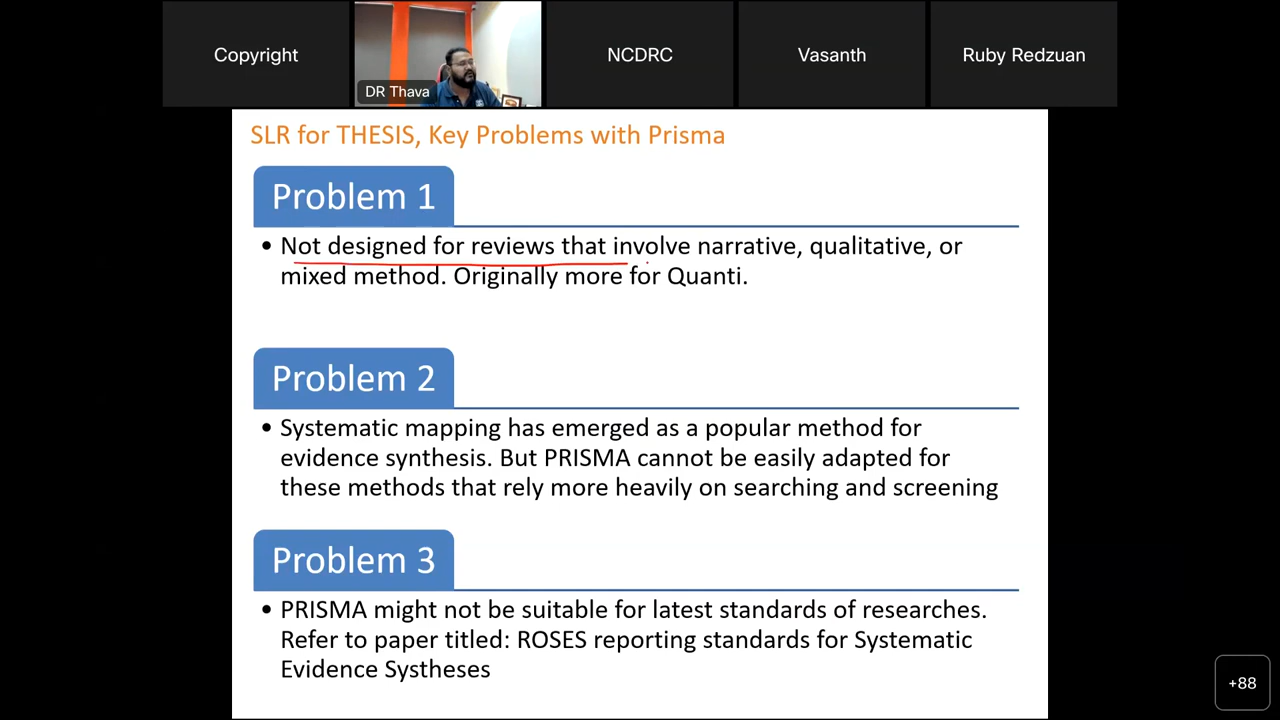 Copyright
DR Thava
NCDRC
Vasanth
Ruby Redzuan
SLR for THESIS, Key Problems with Prisma
Problem 1
• Not designed for reviews that involve narrative, qualitative, or
mixed method. Originally more for Quanti.
Problem 2
• Systematic mapping has emerged as a popular method for
evidence synthesis. But PRISMA cannot be easily adapted for
these methods that rely more heavily on searching and screening
Problem 3
• PRISMA might not be suitable for latest standards of researches.
Refer to paper titled: ROSES reporting standards for Systematic
Evidence Systheses
+88